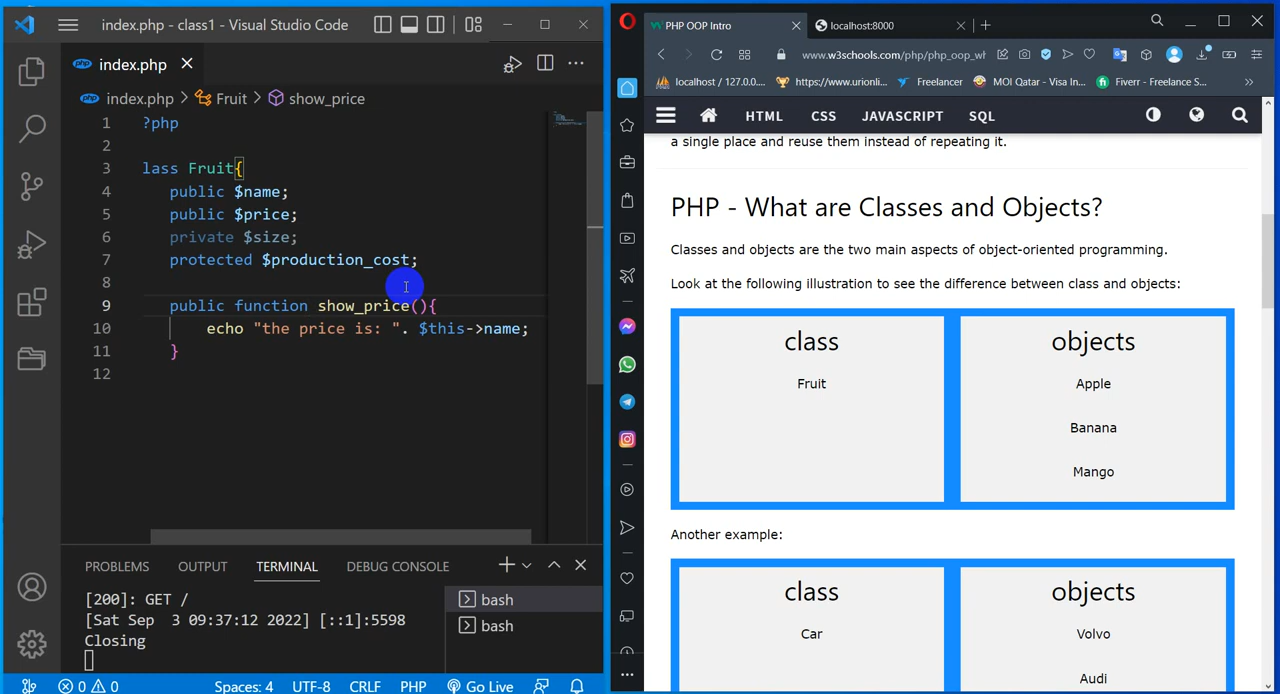 index.php - class1 - Visual Studio Code
php index.php
php index.php > Fruit > show_price
1 ?php
2
3 lass Fruit{
4 public $name;
5 public $price;
6 private $size;
7 protected $production_cost;
8
9 public function show_price(){
10 echo "the price is: ". $this->name;
11 }
12
PROBLEMS OUTPUT TERMINAL DEBUG CONSOLE
[200]: GET /
[Sat Sep  3 09:37:12 2022] [::1]:5598
Closing
bash
bash
0 0 Spaces: 4 UTF-8 CRLF PHP Go Live
PHP OOP Intro
localhost:8000
www.w3schools.com/php/php_oop_wh
localhost / 127.0.0....
https://www.urionli...
Freelancer
MOI Qatar - Visa In...
Fiverr - Freelance S...
HTML CSS JAVASCRIPT SQL
a single place and reuse them instead of repeating it.
PHP - What are Classes and Objects?
Classes and objects are the two main aspects of object-oriented programming.
Look at the following illustration to see the difference between class and objects:
class
Fruit
objects
Apple
Banana
Mango
Another example:
class
Car
objects
Volvo
Audi